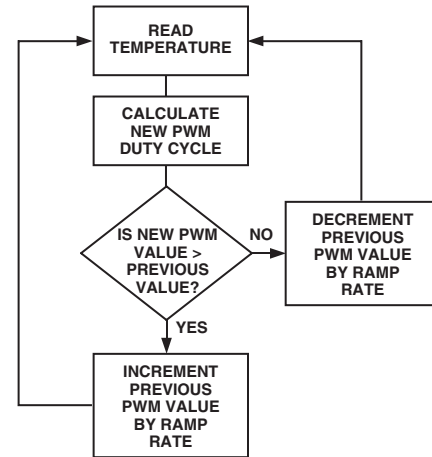 READ
TEMPERATURE
CALCULATE
NEW PWM
DUTY CYCLE
IS NEW PWM
VALUE >
PREVIOUS
VALUE?
NO
DECREMENT
PREVIOUS
PWM VALUE
BY RAMP
RATE
YES
INCREMENT
PREVIOUS
PWM VALUE
BY RAMP
RATE